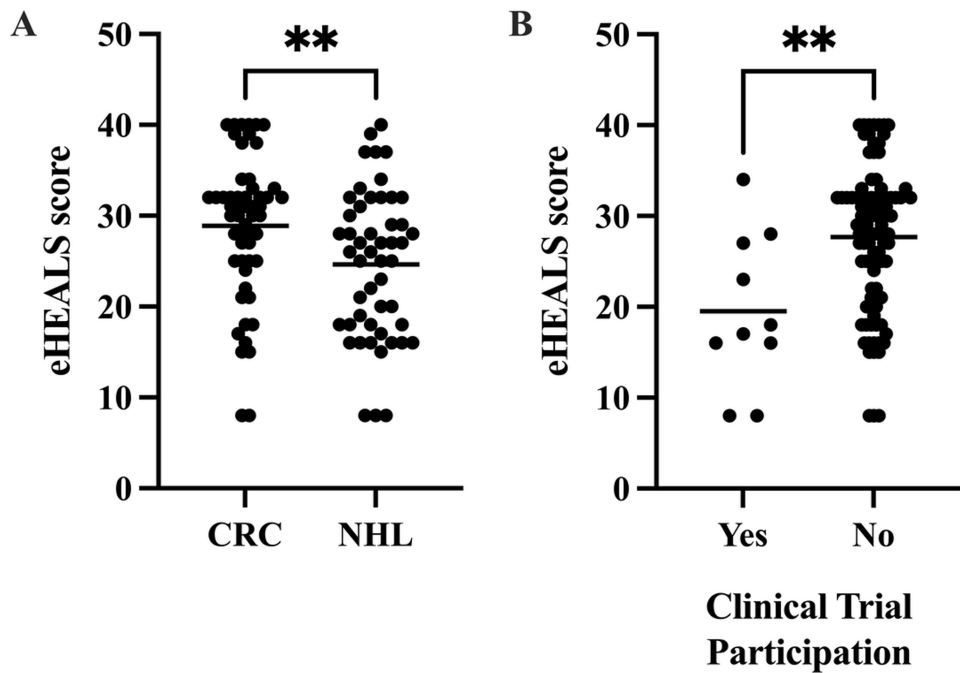 A
**
50
40
30
20
10
0
eHEALS score
CRC NHL
B
**
50
40
30
20
10
0
eHEALS score
Yes No
Clinical Trial
Participation